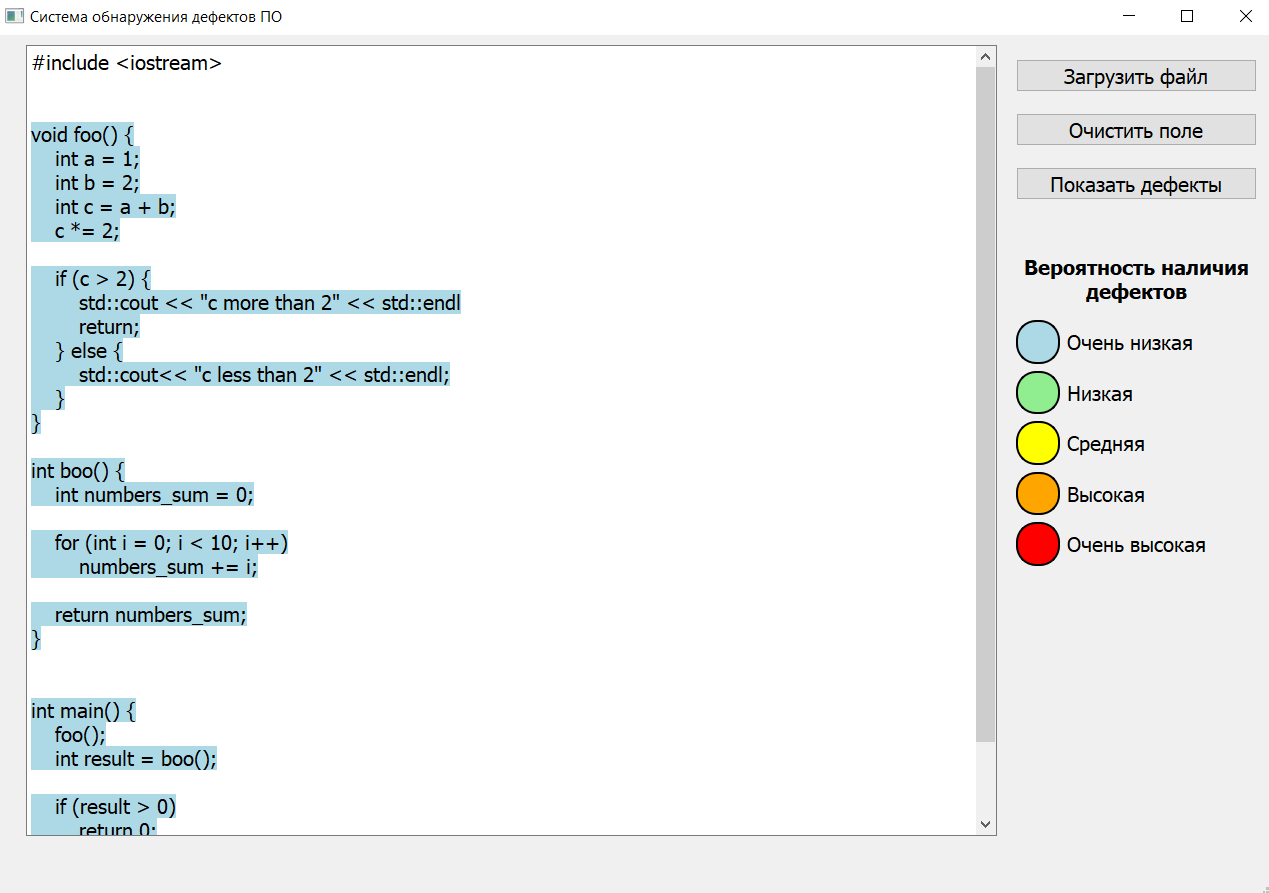 Система обнаружения дефектов ПО
#include <iostream>
void foo() {
    int a = 1;
    int b = 2;
    int c = a + b;
    c *= 2;
    if (c > 2) {
        std::cout << "c more than 2" << std::endl
        return;
    } else {
        std::cout<< "c less than 2" << std::endl;
    }
}
int boo() {
    int numbers_sum = 0;
    for (int i = 0; i < 10; i++)
        numbers_sum += i;
    return numbers_sum;
}
int main() {
    foo();
    int result = boo();
    if (result > 0)
        return 0;
Загрузить файл
Очистить поле
Показать дефекты
Вероятность наличия
дефектов
Очень низкая
Низкая
Средняя
Высокая
Очень высокая